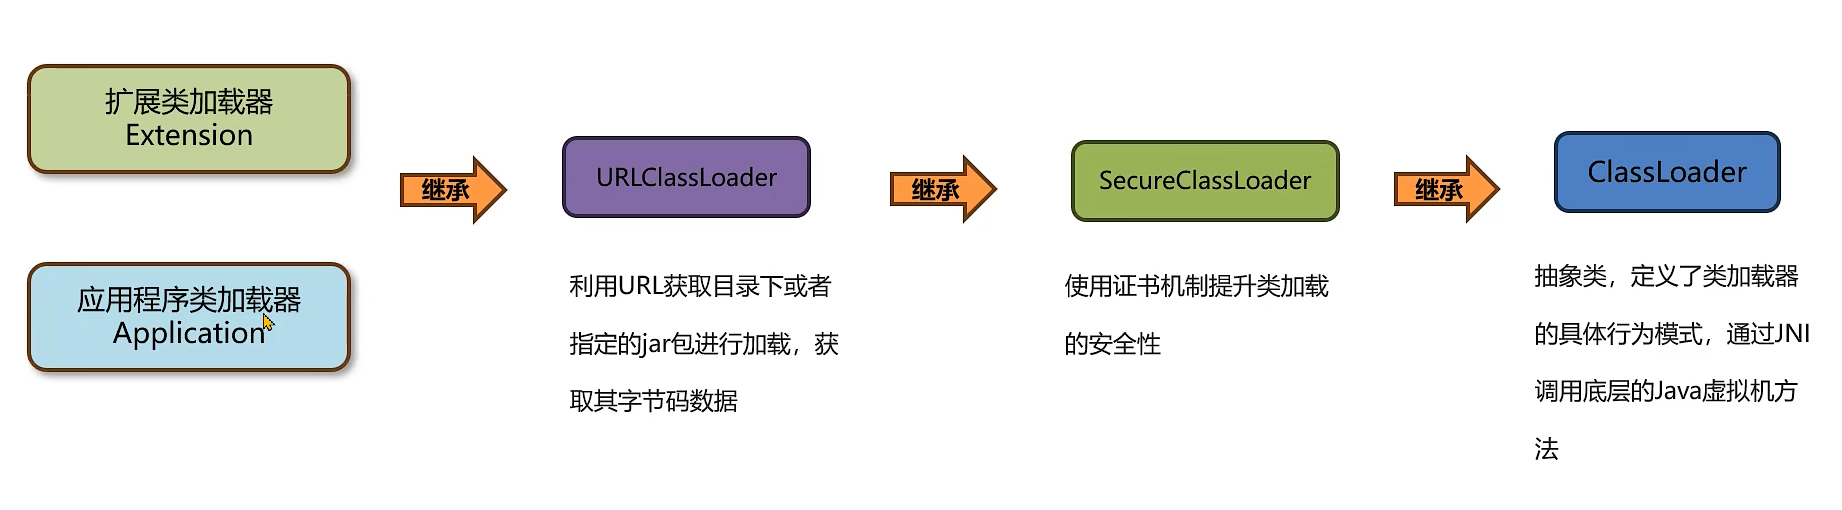 扩展类加载器
Extension
应用程序类加载器
Application
继承
URLClassLoader
利用URL获取目录下或者
指定的jar包进行加载，获
取其字节码数据
继承
SecureClassLoader
使用证书机制提升类加载
的安全性
继承
ClassLoader
抽象类，定义了类加载器
的具体行为模式，通过JNI
调用底层的Java虚拟机方
法